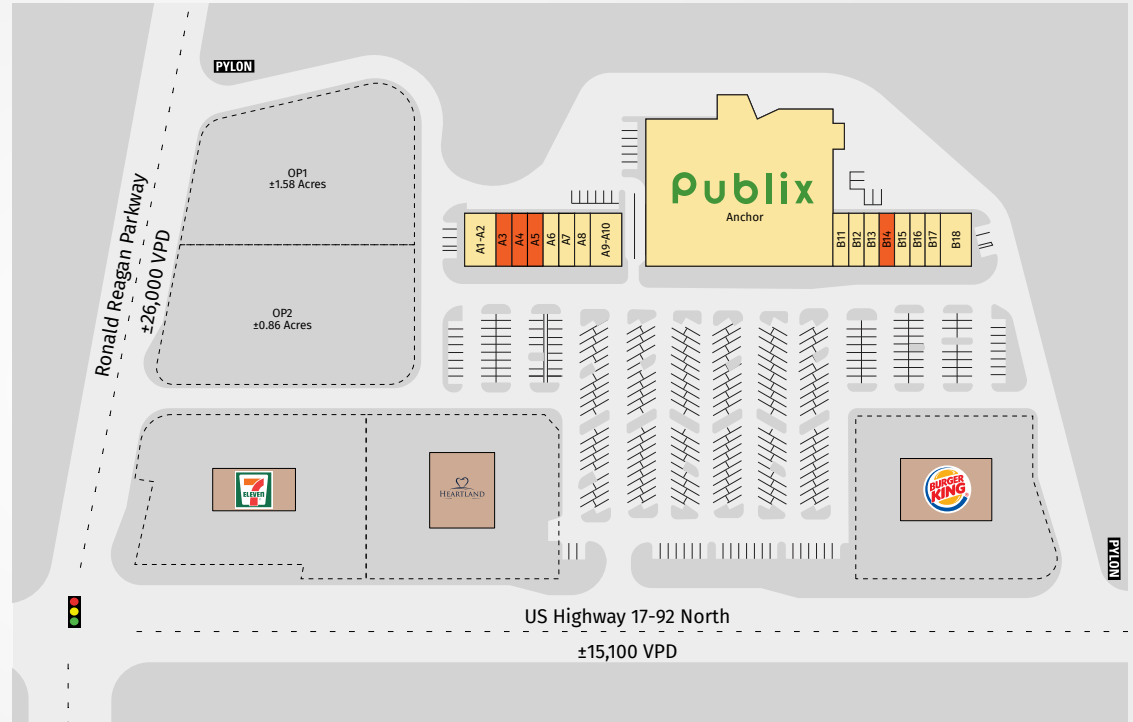 PYLON
OP1
±1.58 Acres
Ronald Reagan Parkway
±26,000 VPD
OP2
±0.86 Acres
Publix
Anchor
A1-A2
A3
A4
A5
A6
A7
A8
A9-A10
B11
B12
B13
B14
B15
B16
B17
B18
7
ELEVEN
HEARTLAND
BURGER
KING
PYLON
US Highway 17-92 North
±15,100 VPD